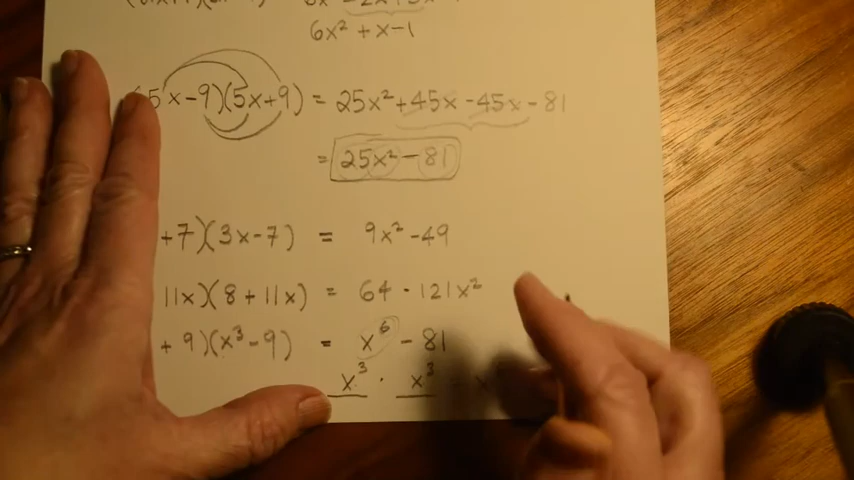 6x² + x - 1
5x-9)(5x+9) = 25x² + 45x - 45x - 81
= 25x² - 81
+7)(3x-7) = 9x² - 49
11x)(8 + 11x) = 64 - 121x²
+ 9)(x³ - 9) = x⁶ - 81
x³ · x³